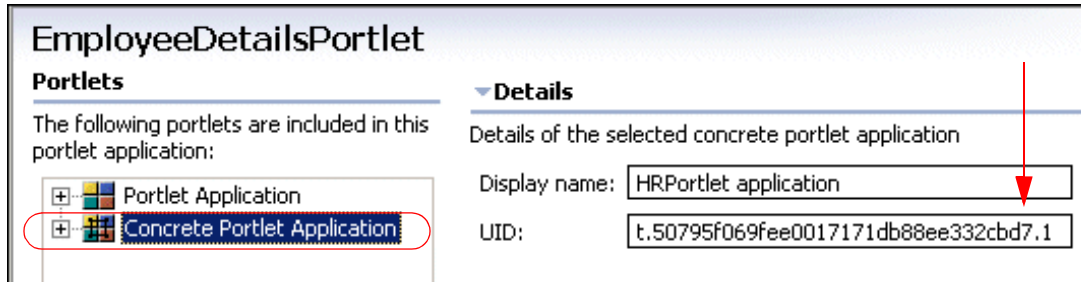 EmployeeDetailsPortlet
Portlets
The following portlets are included in this
portlet application:
Portlet Application
Concrete Portlet Application
Details
Details of the selected concrete portlet application
Display name: HRPortlet application
UID: t.50795f069fee0017171db88ee332cbd7.1